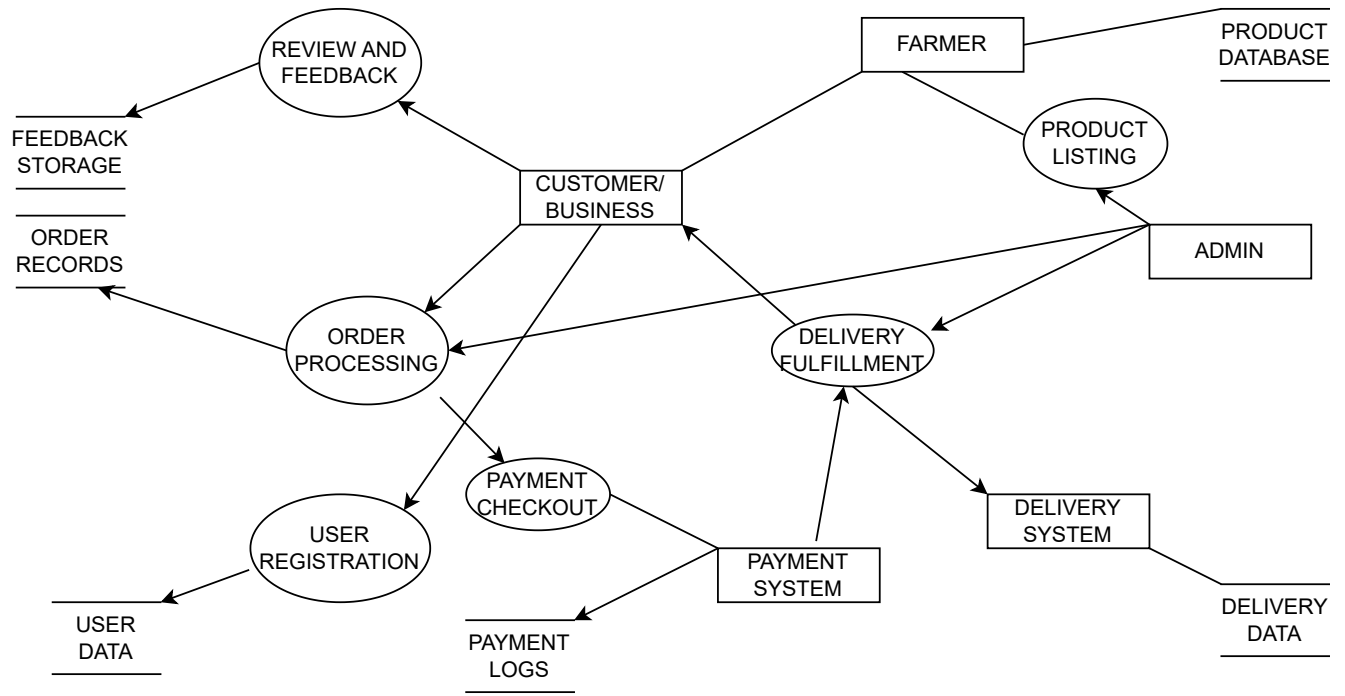 REVIEW AND
FEEDBACK
FARMER
PRODUCT
DATABASE
FEEDBACK
STORAGE
PRODUCT
LISTING
CUSTOMER/
BUSINESS
ORDER
RECORDS
ADMIN
ORDER
PROCESSING
DELIVERY
FULFILLMENT
PAYMENT
CHECKOUT
DELIVERY
SYSTEM
USER
REGISTRATION
PAYMENT
SYSTEM
USER
DATA
PAYMENT
LOGS
DELIVERY
DATA